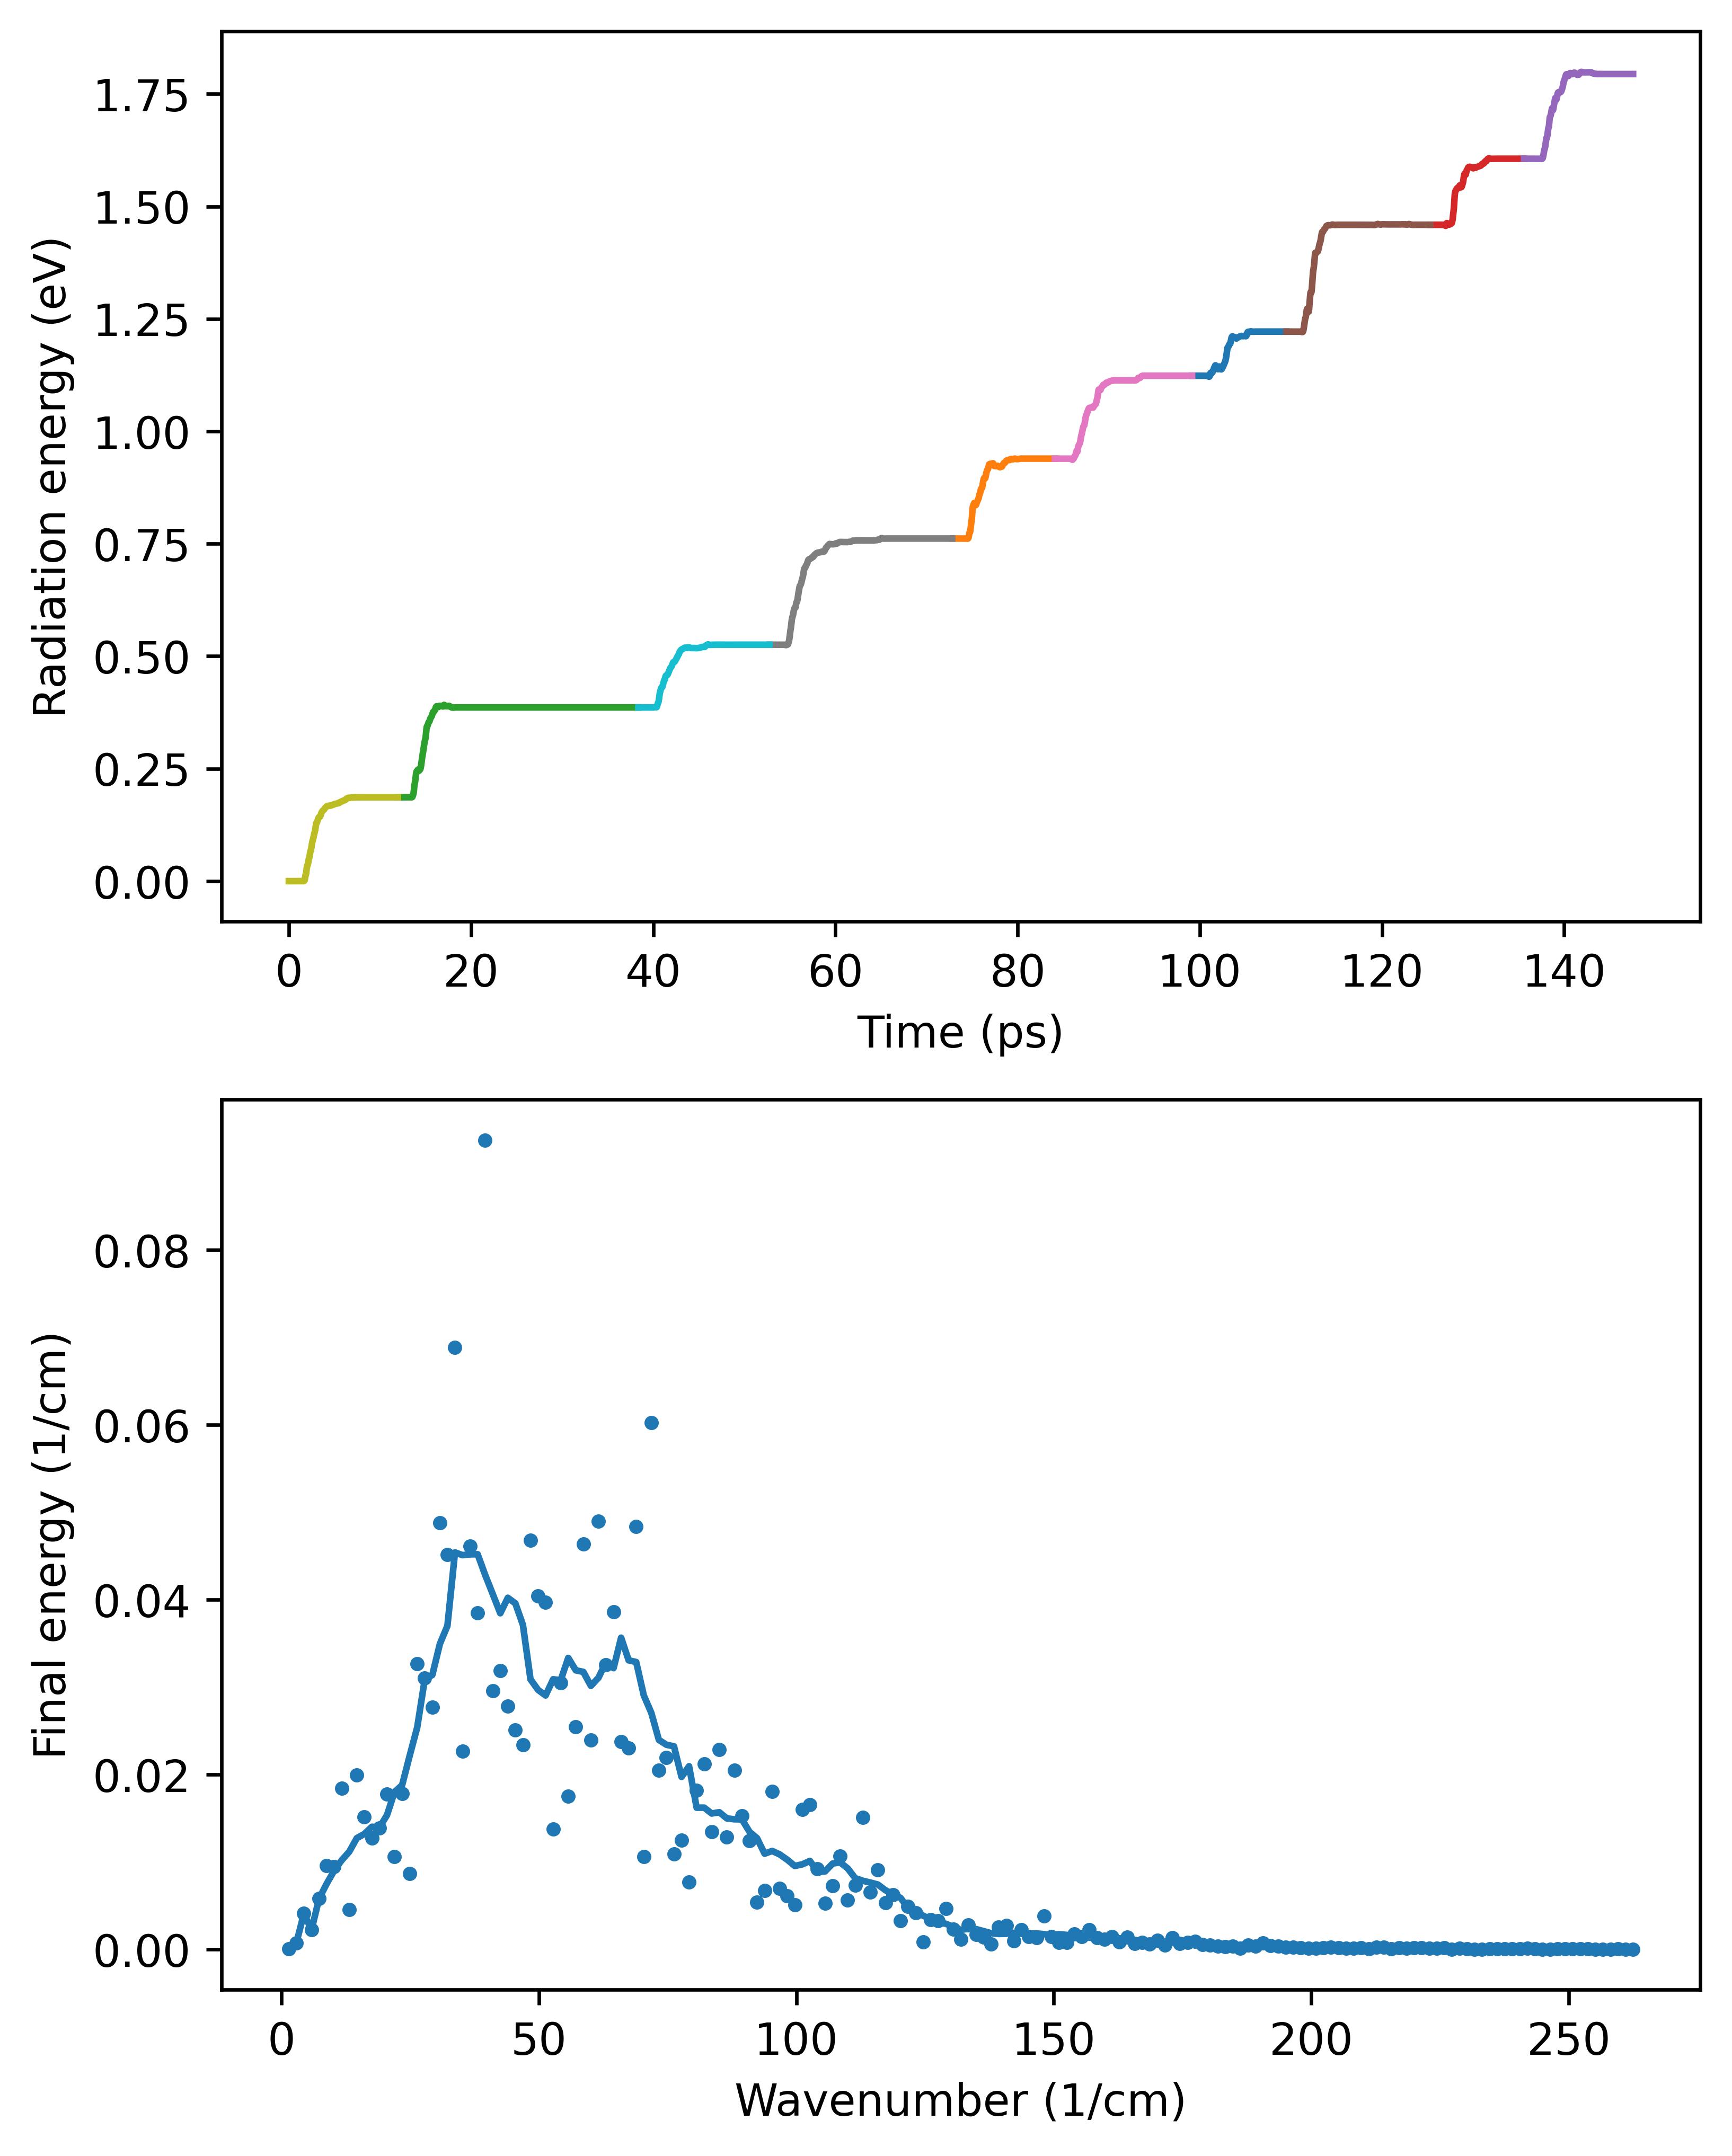 Radiation energy (eV)
1.75
1.50
1.25
1.00
0.75
0.50
0.25
0.00
0 20 40 60 80 100 120 140
Time (ps)
Final energy (1/cm)
0.08
0.06
0.04
0.02
0.00
0 50 100 150 200 250
Wavenumber (1/cm)